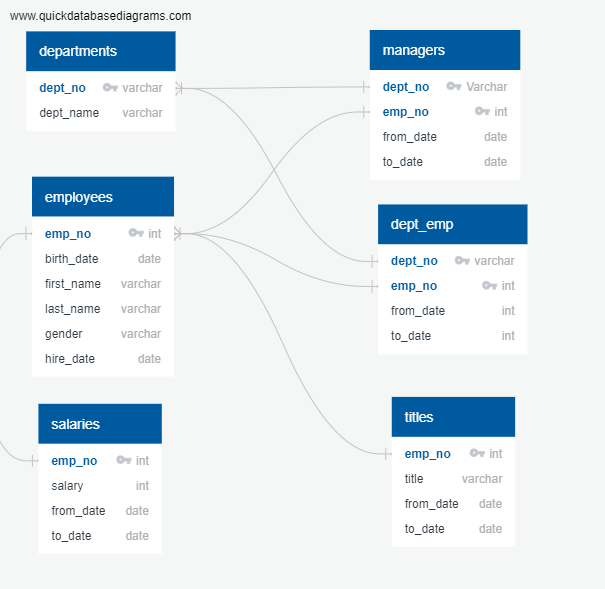 www.quickdatabasediagrams.com
departments
dept_no varchar
dept_name varchar
employees
emp_no int
birth_date date
first_name varchar
last_name varchar
gender varchar
hire_date date
salaries
emp_no int
salary int
from_date date
to_date date
managers
dept_no Varchar
emp_no int
from_date date
to_date date
dept_emp
dept_no varchar
emp_no int
from_date int
to_date int
titles
emp_no int
title varchar
from_date date
to_date date